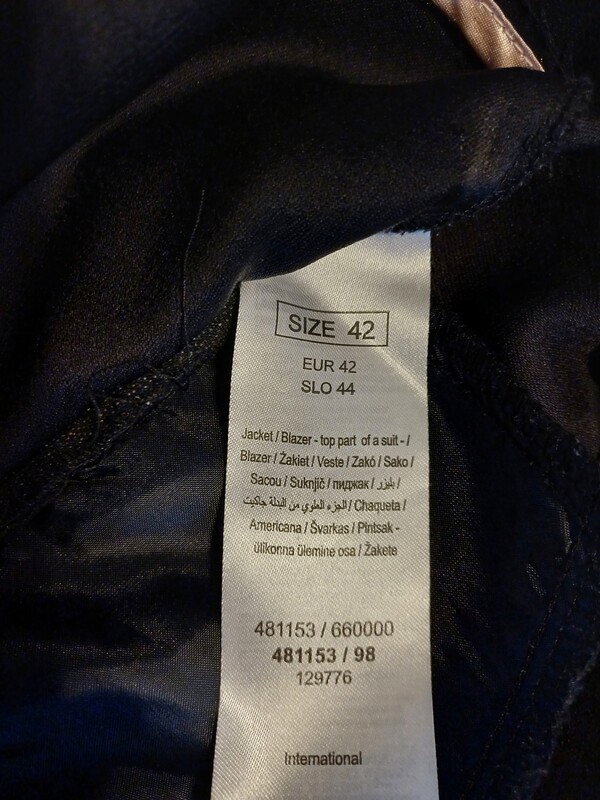 SIZE 42
EUR 42
SLO 44
Jacket / Blazer - top part of a suit - /
Blazer / Żakiet / Veste / Zakó / Sako /
Sacou / Suknjič / пиджак / بليزر /
الجزء العلوي من البدلة جاكيت / Chaqueta /
Americana / Švarkas / Pintsak -
ülikonna ülemine osa / Žakete
481153 / 660000
481153 / 98
129776
International